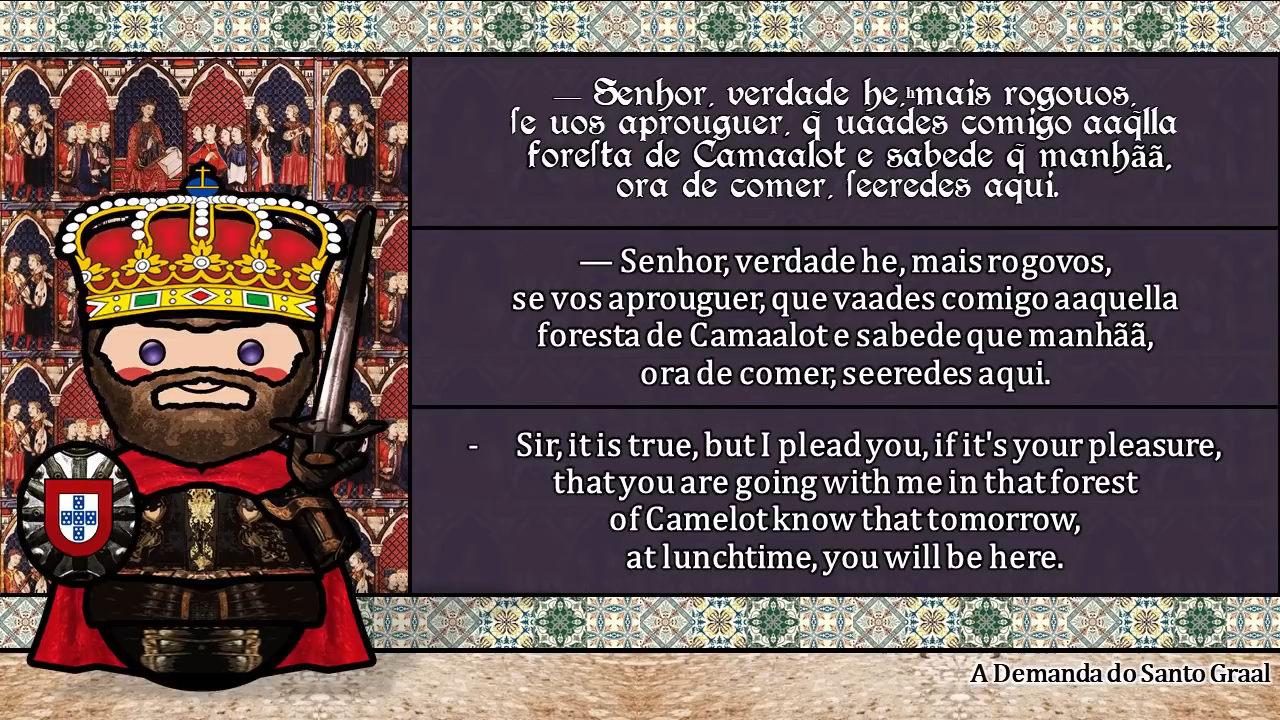 — Senhor, verdade he,ʰmais rogouos,
ſe uos aprouguer, q̃ uaades comigo aaq̃lla
foreſta de Camaalot e sabede q̃ manhãã,
ora de comer, ſeeredes aqui.
— Senhor, verdade he, mais rogovos,
se vos aprouguer, que vaades comigo aaquella
foresta de Camaalot e sabede que manhãã,
ora de comer, seeredes aqui.
- Sir, it is true, but I plead you, if it's your pleasure,
that you are going with me in that forest
of Camelot know that tomorrow,
at lunchtime, you will be here.
A Demanda do Santo Graal